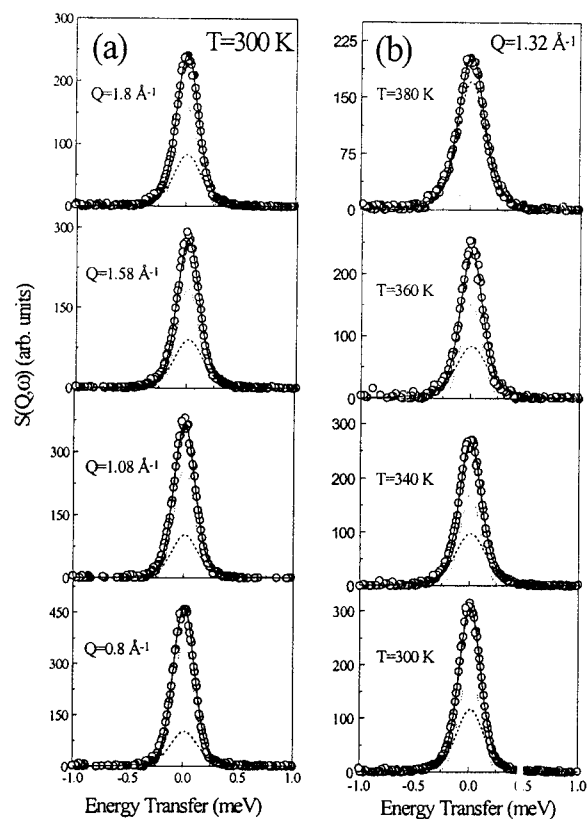 (a) T=300 K
300
200
100
0
Q=1.8 Å-1
300
150
0
Q=1.58 Å-1
300
150
0
Q=1.08 Å-1
450
300
150
0
Q=0.8 Å-1
-1.0 -0.5 0.0 0.5 1.0
Energy Transfer (meV)
S(Q,ω) (arb. units)
(b) Q=1.32 Å-1
225
150
75
0
T=380 K
200
100
0
T=360 K
300
200
100
0
T=340 K
300
200
100
0
T=300 K
-1.0 -0.5 0.0 0.5 1.0
Energy Transfer (meV)